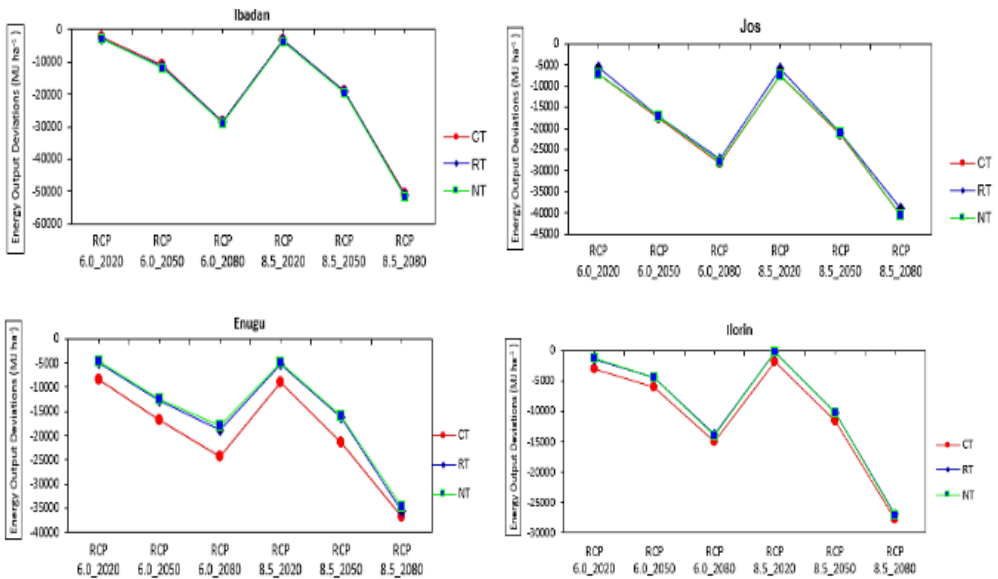 Ibadan
Energy Output Deviations (MJ ha⁻¹ )
0
-10000
-20000
-30000
-40000
-50000
-60000
RCP RCP RCP RCP RCP RCP
6.0_2020 6.0_2050 6.0_2080 8.5_2020 8.5_2050 8.5_2080
CT
RT
NT
Jos
Energy Output Deviations (MJ ha⁻¹ )
0
-5000
-10000
-15000
-20000
-25000
-30000
-35000
-40000
-45000
RCP RCP RCP RCP RCP RCP
6.0_2020 6.0_2050 6.0_2080 8.5_2020 8.5_2050 8.5_2080
CT
RT
NT
Enugu
Energy Output Deviations (MJ ha⁻¹)
0
-5000
-10000
-15000
-20000
-25000
-30000
-35000
-40000
RCP RCP RCP RCP RCP RCP
6.0_2020 6.0_2050 6.0_2080 8.5_2020 8.5_2050 8.5_2080
CT
RT
NT
Ilorin
Energy Output Deviations (MJ ha⁻¹ )
0
-5000
-10000
-15000
-20000
-25000
-30000
RCP RCP RCP RCP RCP RCP
6.0_2020 6.0_2050 6.0_2080 8.5_2020 8.5_2050 8.5_2080
CT
RT
NT